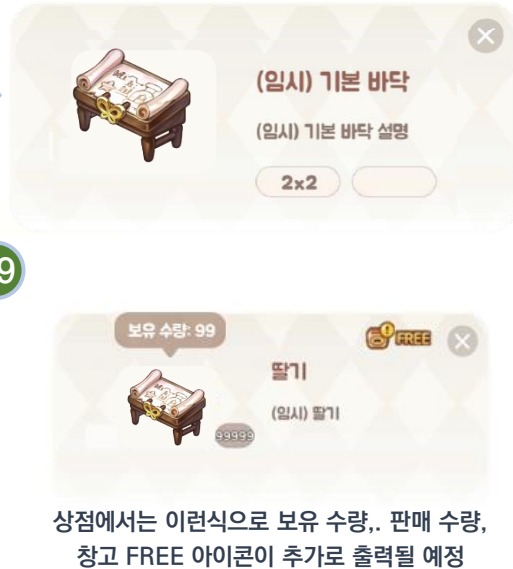 (임시) 기본 바닥
(임시) 기본 바닥 설명
2x2
9
보유 수량: 99
FREE
딸기
(임시) 딸기
99999
상점에서는 이런식으로 보유 수량,. 판매 수량,
창고 FREE 아이콘이 추가로 출력될 예정